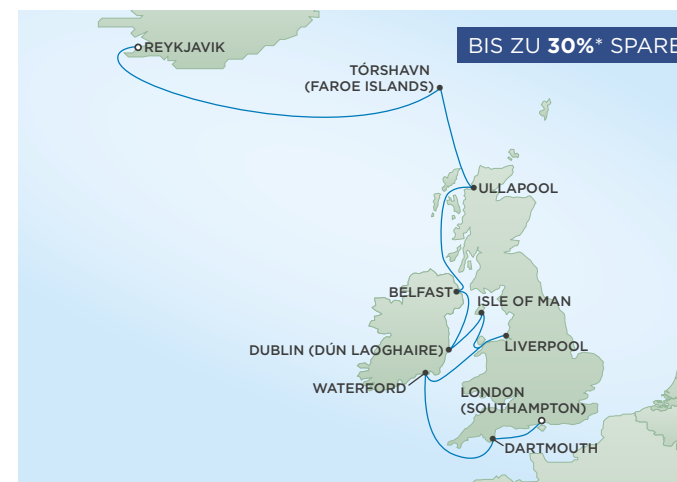 BIS ZU 30%* SPARE
REYKJAVIK
TÓRSHAVN
(FAROE ISLANDS)
ULLAPOOL
BELFAST
ISLE OF MAN
DUBLIN (DÚN LAOGHAIRE)
LIVERPOOL
WATERFORD
LONDON
(SOUTHAMPTON)
DARTMOUTH